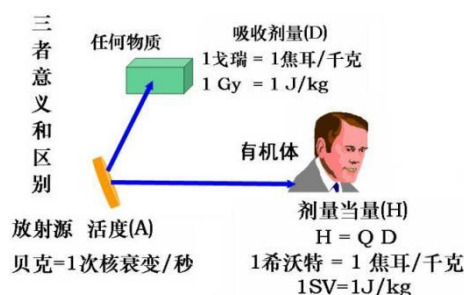 三者意义和区别
任何物质
吸收剂量(D)
1戈瑞 = 1焦耳/千克
1 Gy = 1 J/kg
有机体
放射源 活度(A)
贝克=1次核衰变/秒
剂量当量(H)
H = Q D
1希沃特 = 1 焦耳/千克
1SV=1J/kg